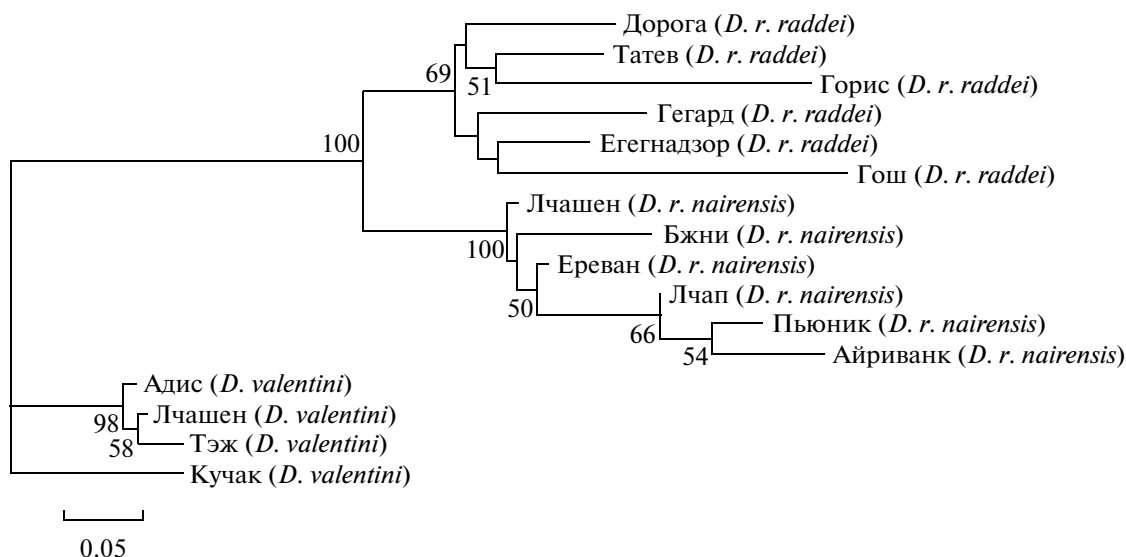 Дорога (D. r. raddei)
Татев (D. r. raddei)
69
51
Горис (D. r. raddei)
Гегард (D. r. raddei)
100
Егегнадзор (D. r. raddei)
Гош (D. r. raddei)
Лчашен (D. r. nairensis)
Бжни (D. r. nairensis)
100
Ереван (D. r. nairensis)
Лчап (D. r. nairensis)
50
Пьюник (D. r. nairensis)
66
54
Айриванк (D. r. nairensis)
Адис (D. valentini)
Лчашен (D. valentini)
98
58
Тэж (D. valentini)
Кучак (D. valentini)
0.05